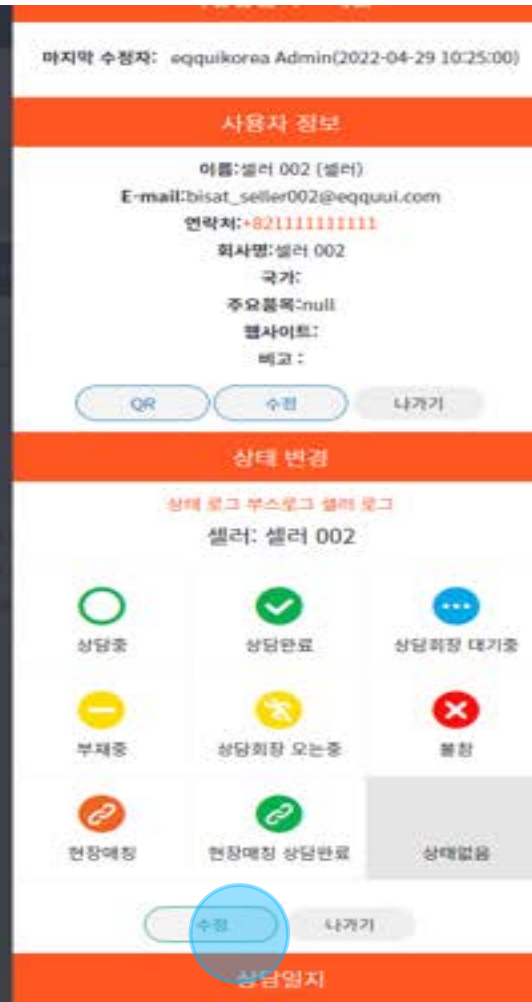 마지막 수정자: eqquikorea Admin(2022-04-29 10:25:00)
사용자 정보
이름:셀러 002 (셀러)
E-mail:bisat_seller002@eqquui.com
연락처:+821111111111
회사명:셀러 002
국가:
주요품목:null
웹사이트:
비고 :
QR 수정 나가기
상태 변경
상태 로그 부스로그 셀러 로그
셀러: 셀러 002
상담중 상담완료 상담회장 대기중
부재중 상담회장 오는중 불참
현장매칭 현장매칭 상담완료 상태없음
수정 나가기
상담일지